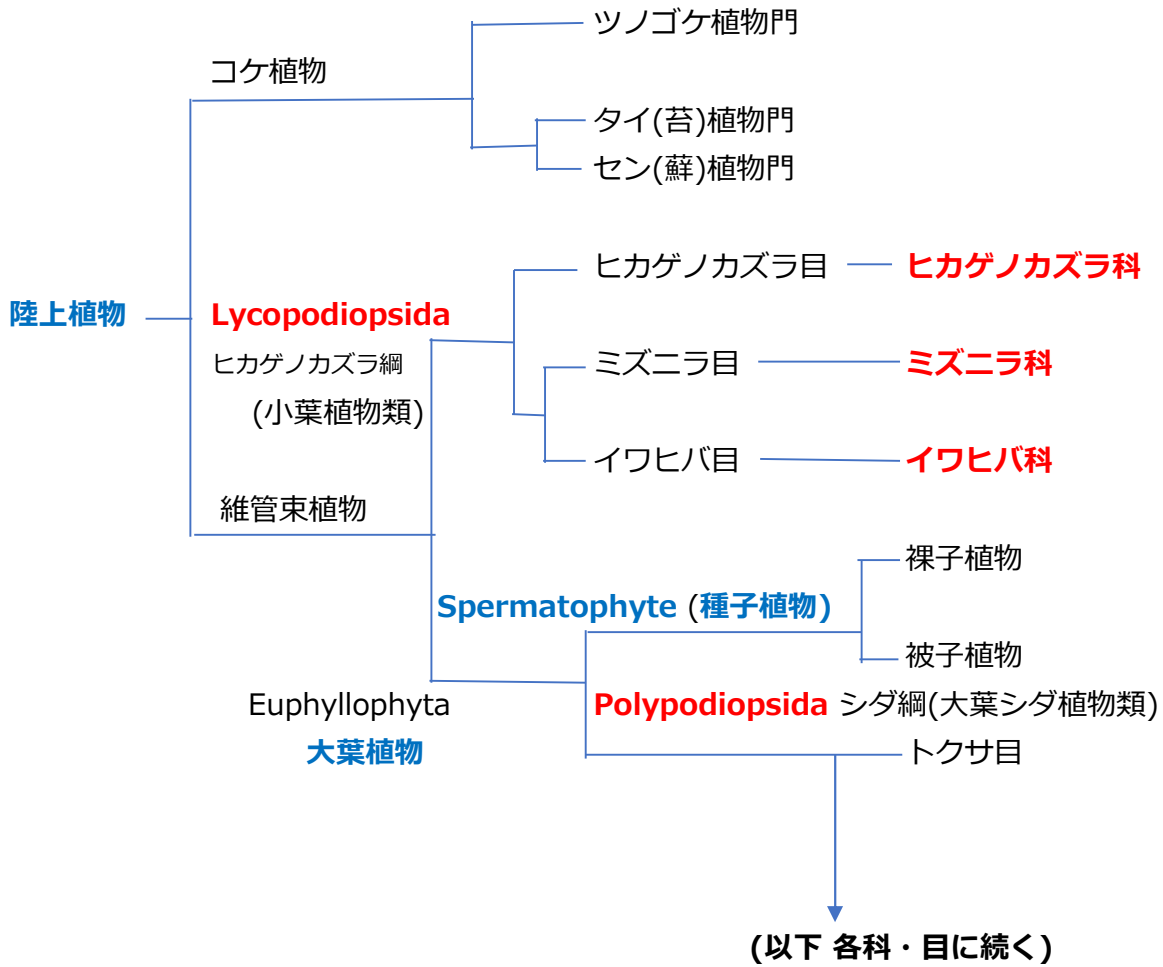 ツノゴケ植物門
コケ植物
タイ(苔)植物門
セン(蘚)植物門
ヒカゲノカズラ目
ヒカゲノカズラ科
陸上植物
Lycopodiopsida
ヒカゲノカズラ綱
(小葉植物類)
ミズニラ目
ミズニラ科
イワヒバ目
イワヒバ科
維管束植物
裸子植物
Spermatophyte (種子植物)
被子植物
Euphyllophyta
大葉植物
Polypodiopsida シダ綱(大葉シダ植物類)
トクサ目
(以下 各科・目に続く)